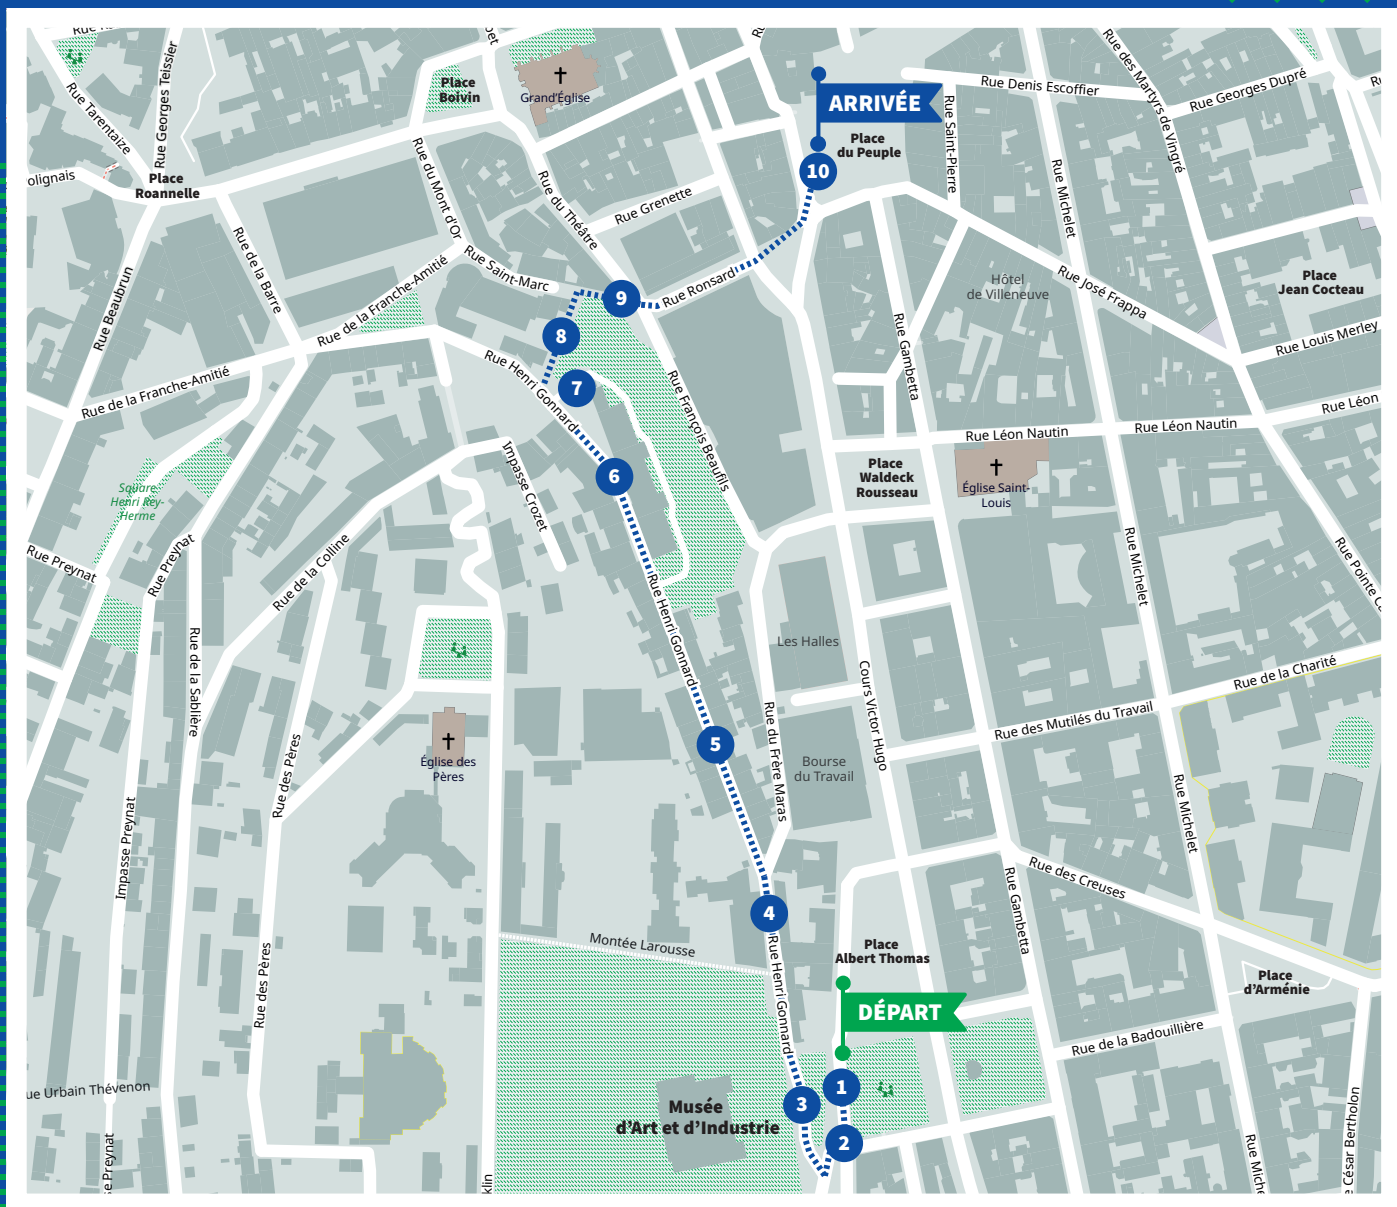 Rue Tarentaize
Rue Georges Teissier
Place
Boivin
Grand'Église
ARRIVÉE
Place
du Peuple
10
Rue Denis Escoffier
Rue des Martyrs de Vingré
Rue Georges Dupré
Rue Saint-Pierre
Rue Michelet
olignais
Place
Roannelle
Rue du Mont d'Or
Rue du Théâtre
Rue Grenette
Rue Beaubrun
Rue de la Barre
Rue de la Franche-Amitié
Rue Saint-Marc
9
Rue Ronsard
Hôtel
de Villeneuve
Rue José Frappa
Place
Jean Cocteau
Rue Louis Merley
8
Rue Henri Gonnard
7
Rue François Beaufils
Rue Gambetta
Rue de la Franche-Amitié
Rue Léon Nautin
Rue Léon Nautin
Rue Léon
6
Impasse Crozet
Place
Waldeck
Rousseau
Église Saint-
Louis
Square
Henri Rey-
Herme
Rue Preynat
Rue Preynat
Rue de la Colline
Rue Michelet
Rue Pointe C
Rue de la Sablière
Rue Henri Gonnard
Les Halles
Cours Victor Hugo
Rue de la Charité
Rue des Mutilés du Travail
Rue du Frère Maras
5
Église des
Pères
Rue des Pères
Bourse
du Travail
Rue Michelet
Impasse Preynat
Rue des Creuses
Rue Gambetta
4
Montée Larousse
Place
Albert Thomas
Rue des Pères
Rue Henri Gonnard
Place
d'Arménie
DÉPART
Rue de la Badouillière
ue Urbain Thévenon
1
3
Musée
d'Art et d'Industrie
2
e Preynat
klin
Rue Miche
e César Bertholon